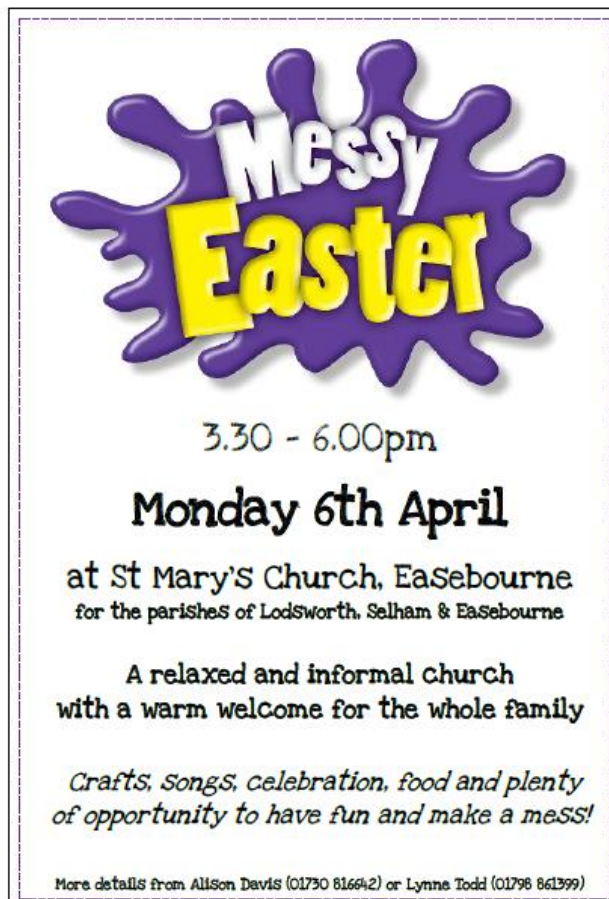 Messy
Easter
3.30 - 6.00pm
Monday 6th April
at St Mary's Church, Easebourne
for the parishes of Lodsworth, Selham & Easebourne
A relaxed and informal church
with a warm welcome for the whole family
Crafts, songs, celebration, food and plenty
of opportunity to have fun and make a mess!
More details from Alison Davis (01730 816642) or Lynne Todd (01798 861399)